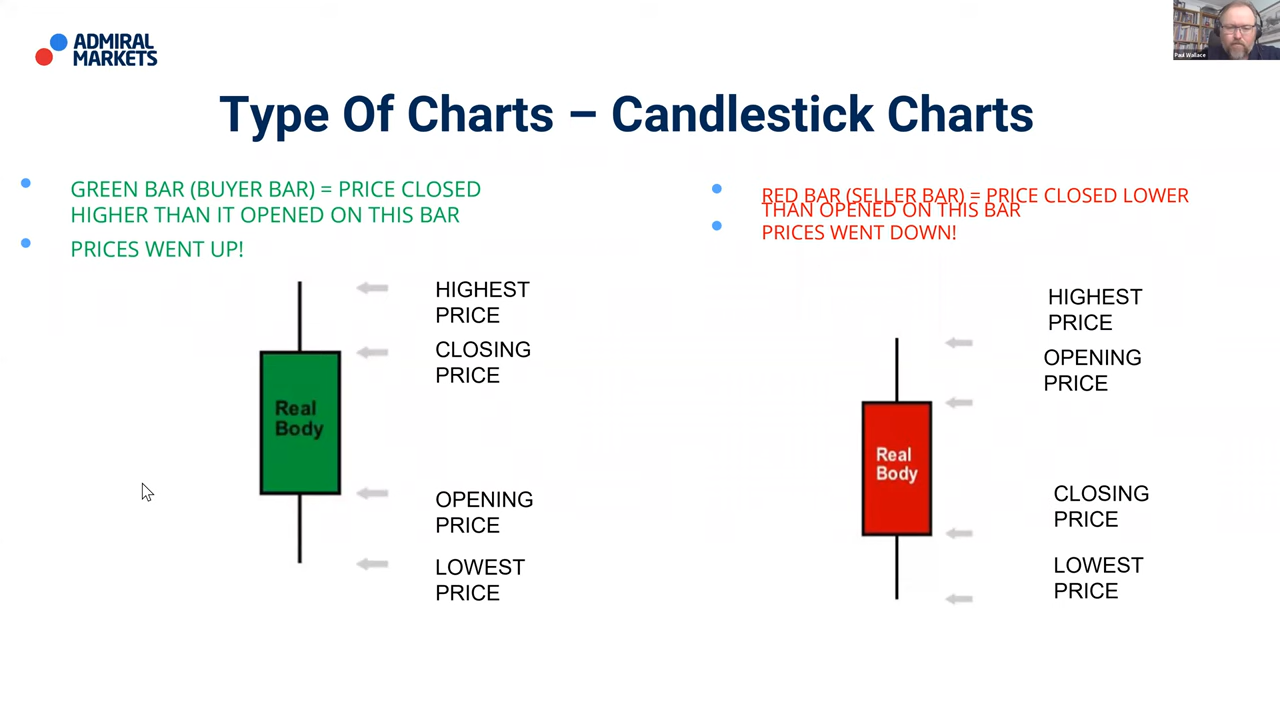 ADMIRAL
MARKETS
Paul Wallace
Type Of Charts – Candlestick Charts
GREEN BAR (BUYER BAR) = PRICE CLOSED
HIGHER THAN IT OPENED ON THIS BAR
PRICES WENT UP!
HIGHEST
PRICE
CLOSING
PRICE
Real
Body
OPENING
PRICE
LOWEST
PRICE
RED BAR (SELLER BAR) = PRICE CLOSED LOWER
THAN OPENED ON THIS BAR
PRICES WENT DOWN!
HIGHEST
PRICE
OPENING
PRICE
Real
Body
CLOSING
PRICE
LOWEST
PRICE